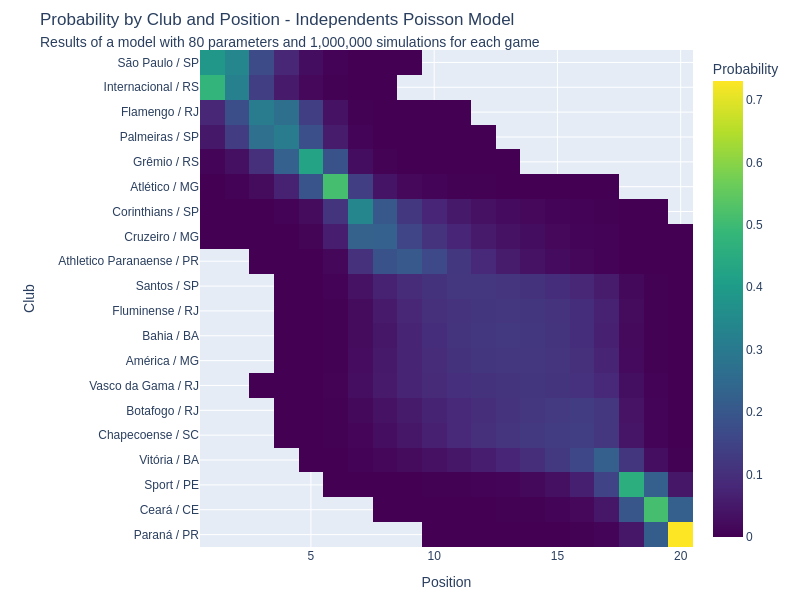 Probability by Club and Position - Independents Poisson Model
Results of a model with 80 parameters and 1,000,000 simulations for each game
Probability
São Paulo / SP
Internacional / RS
Flamengo / RJ
Palmeiras / SP
Grêmio / RS
Atlético / MG
Corinthians / SP
Cruzeiro / MG
Athletico Paranaense / PR
Santos / SP
Fluminense / RJ
Bahia / BA
América / MG
Vasco da Gama / RJ
Botafogo / RJ
Chapecoense / SC
Vitória / BA
Sport / PE
Ceará / CE
Paraná / PR
Club
5
10
15
20
Position
0.7
0.6
0.5
0.4
0.3
0.2
0.1
0